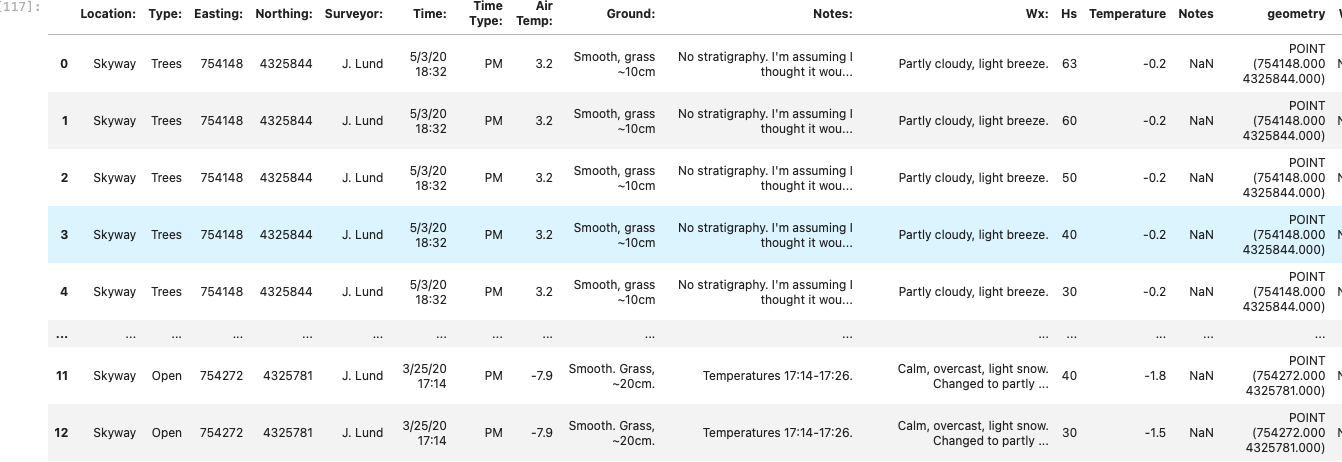 [117]:
Location: Type: Easting: Northing: Surveyor: Time: Time Type: Air Temp: Ground: Notes: Wx: Hs Temperature Notes geometry
0 Skyway Trees 754148 4325844 J. Lund 5/3/20 18:32 PM 3.2 Smooth, grass ~10cm No stratigraphy. I'm assuming I thought it wou... Partly cloudy, light breeze. 63 -0.2 NaN POINT (754148.000 4325844.000)
1 Skyway Trees 754148 4325844 J. Lund 5/3/20 18:32 PM 3.2 Smooth, grass ~10cm No stratigraphy. I'm assuming I thought it wou... Partly cloudy, light breeze. 60 -0.2 NaN POINT (754148.000 4325844.000)
2 Skyway Trees 754148 4325844 J. Lund 5/3/20 18:32 PM 3.2 Smooth, grass ~10cm No stratigraphy. I'm assuming I thought it wou... Partly cloudy, light breeze. 50 -0.2 NaN POINT (754148.000 4325844.000)
3 Skyway Trees 754148 4325844 J. Lund 5/3/20 18:32 PM 3.2 Smooth, grass ~10cm No stratigraphy. I'm assuming I thought it wou... Partly cloudy, light breeze. 40 -0.2 NaN POINT (754148.000 4325844.000)
4 Skyway Trees 754148 4325844 J. Lund 5/3/20 18:32 PM 3.2 Smooth, grass ~10cm No stratigraphy. I'm assuming I thought it wou... Partly cloudy, light breeze. 30 -0.2 NaN POINT (754148.000 4325844.000)
... ... ... ... ... ... ... ... ... ... ... ... ... ... ... ...
11 Skyway Open 754272 4325781 J. Lund 3/25/20 17:14 PM -7.9 Smooth. Grass, ~20cm. Temperatures 17:14-17:26. Calm, overcast, light snow. Changed to partly ... 40 -1.8 NaN POINT (754272.000 4325781.000)
12 Skyway Open 754272 4325781 J. Lund 3/25/20 17:14 PM -7.9 Smooth. Grass, ~20cm. Temperatures 17:14-17:26. Calm, overcast, light snow. Changed to partly ... 30 -1.5 NaN POINT (754272.000 4325781.000)